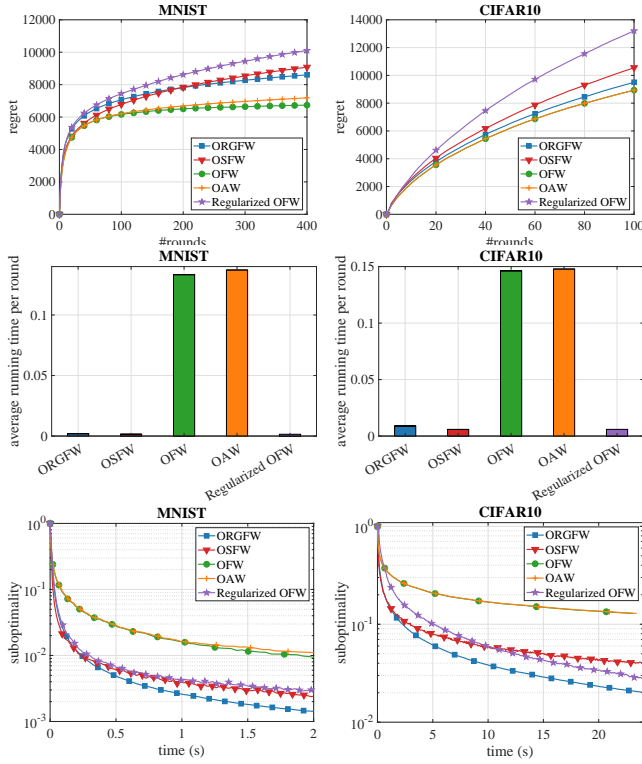 MNIST
regret
12000
10000
8000
6000
4000
2000
0
0 100 200 300 400
#rounds
ORGFW
OSFW
OFW
OAW
Regularized OFW
CIFAR10
regret
14000
12000
10000
8000
6000
4000
2000
0
0 20 40 60 80 100
#rounds
ORGFW
OSFW
OFW
OAW
Regularized OFW
MNIST
average running time per round
0.1
0.05
0
ORGFW
OSFW
OFW
OAW
Regularized OFW
CIFAR10
average running time per round
0.15
0.1
0.05
0
ORGFW
OSFW
OFW
OAW
Regularized OFW
MNIST
suboptimality
10^0
10^-1
10^-2
10^-3
0 0.5 1 1.5 2
time (s)
ORGFW
OSFW
OFW
OAW
Regularized OFW
CIFAR10
suboptimality
10^0
10^-1
10^-2
0 5 10 15 20
time (s)
ORGFW
OSFW
OFW
OAW
Regularized OFW